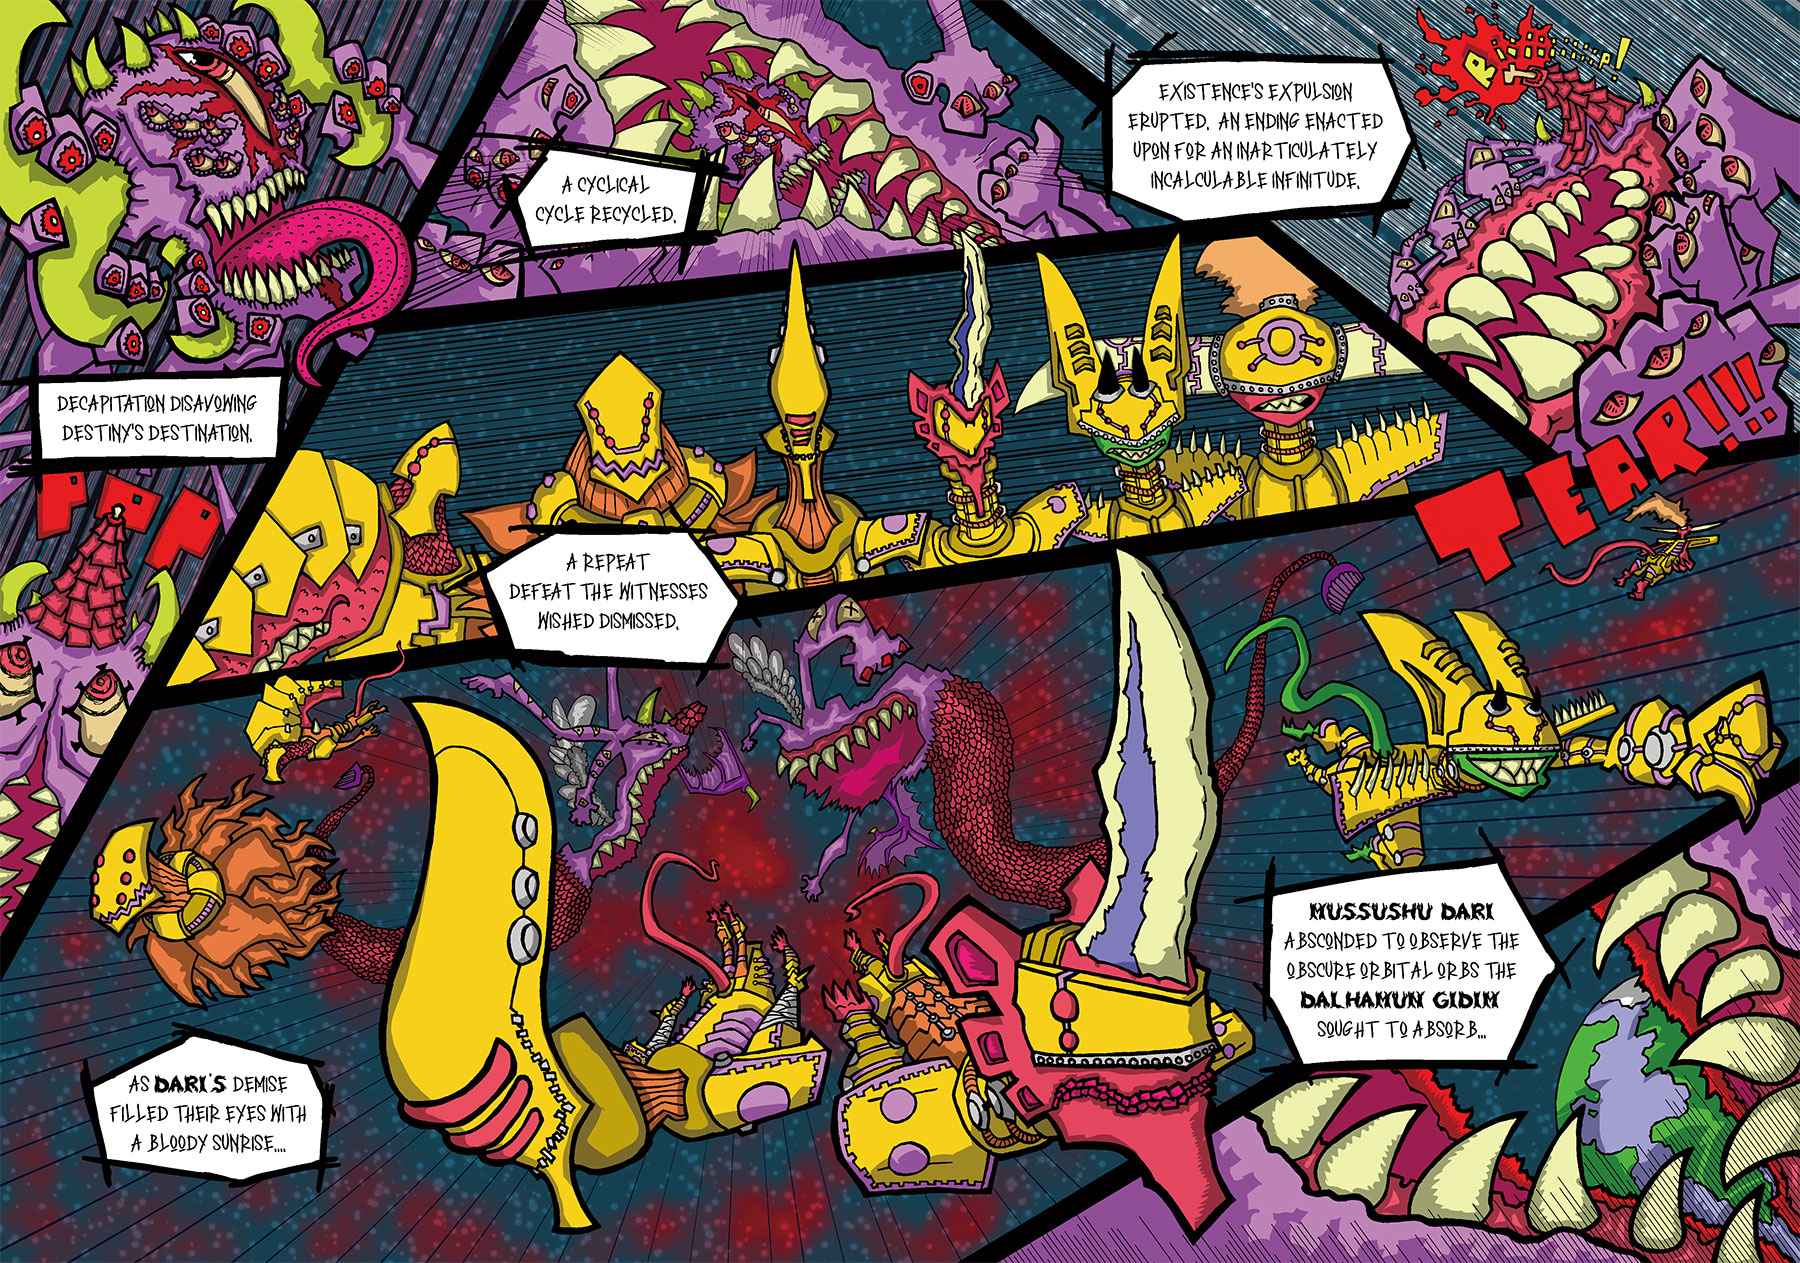 DECAPITATION DISAVOWING
DESTINY'S DESTINATION.
POP
A CYCLICAL
CYCLE RECYCLED.
EXISTENCE'S EXPULSION
ERUPTED. AN ENDING ENACTED
UPON FOR AN INARTICULATELY
INCALCULABLE INFINITUDE.
TEAR!!!
A REPEAT
DEFEAT THE WITNESSES
WISHED DISMISSED.
AS DARI'S DEMISE
FILLED THEIR EYES WITH
A BLOODY SUNRISE....
MUSSUSHU DARI
ABSCONDED TO OBSERVE THE
OBSCURE ORBITAL ORBS THE
DALHAMUN GIDIM
SOUGHT TO ABSORB...